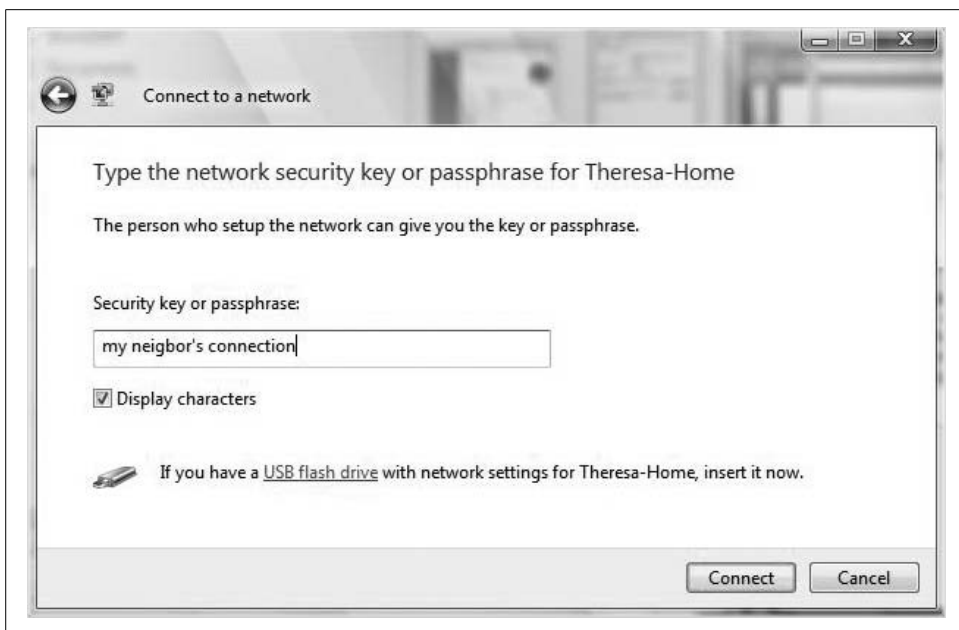 Connect to a network
Type the network security key or passphrase for Theresa-Home
The person who setup the network can give you the key or passphrase.
Security key or passphrase:
my neigbor's connection
Display characters
If you have a USB flash drive with network settings for Theresa-Home, insert it now.
Connect Cancel